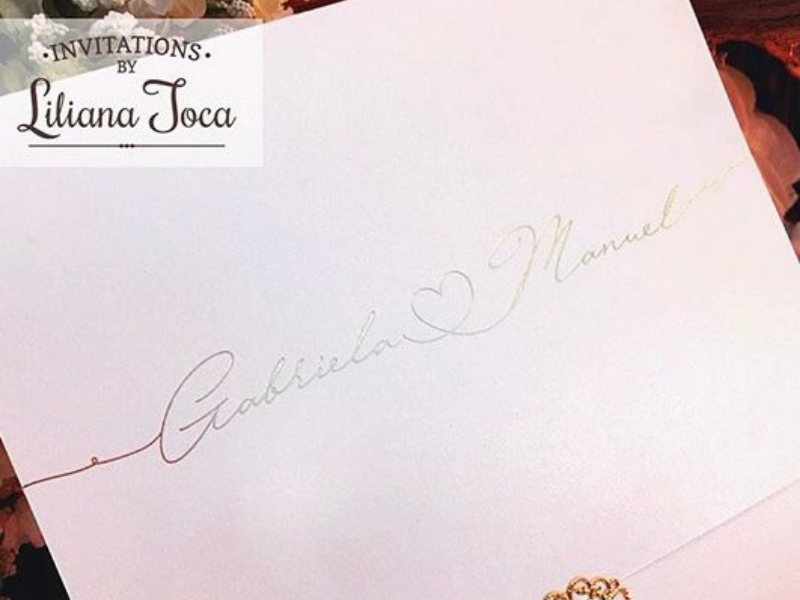 ·INVITATIONS·
BY
Liliana Toca
Gabriela Manuel